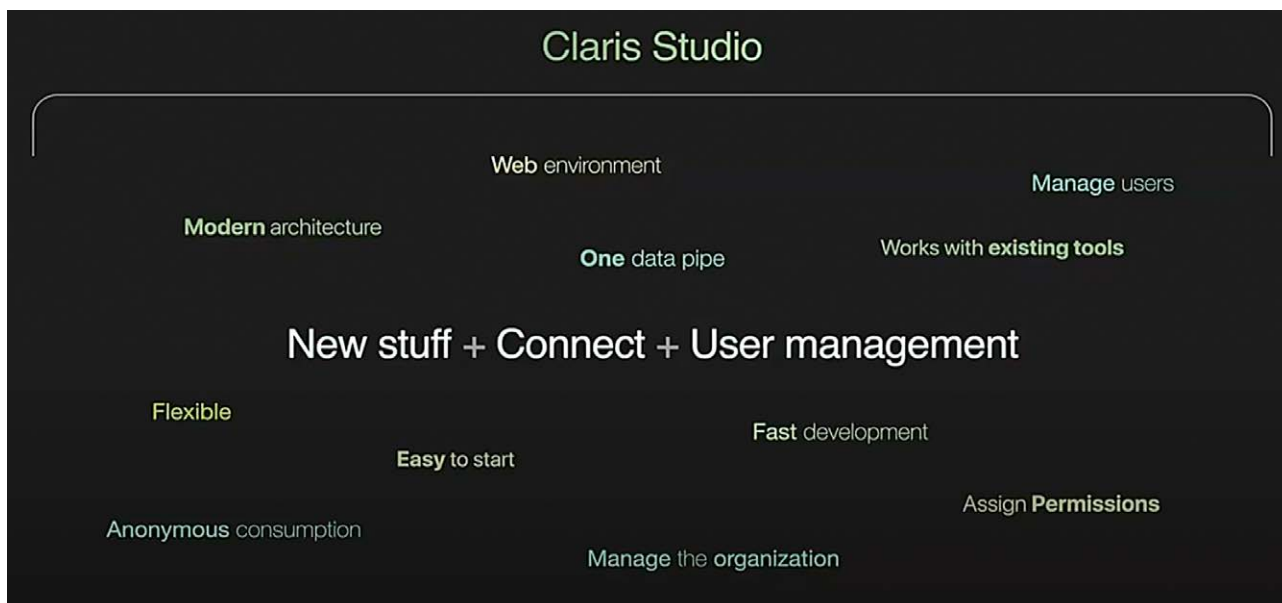 Claris Studio
Web environment
Manage users
Modern architecture
Works with existing tools
One data pipe
New stuff + Connect + User management
Flexible
Fast development
Easy to start
Assign Permissions
Anonymous consumption
Manage the organization